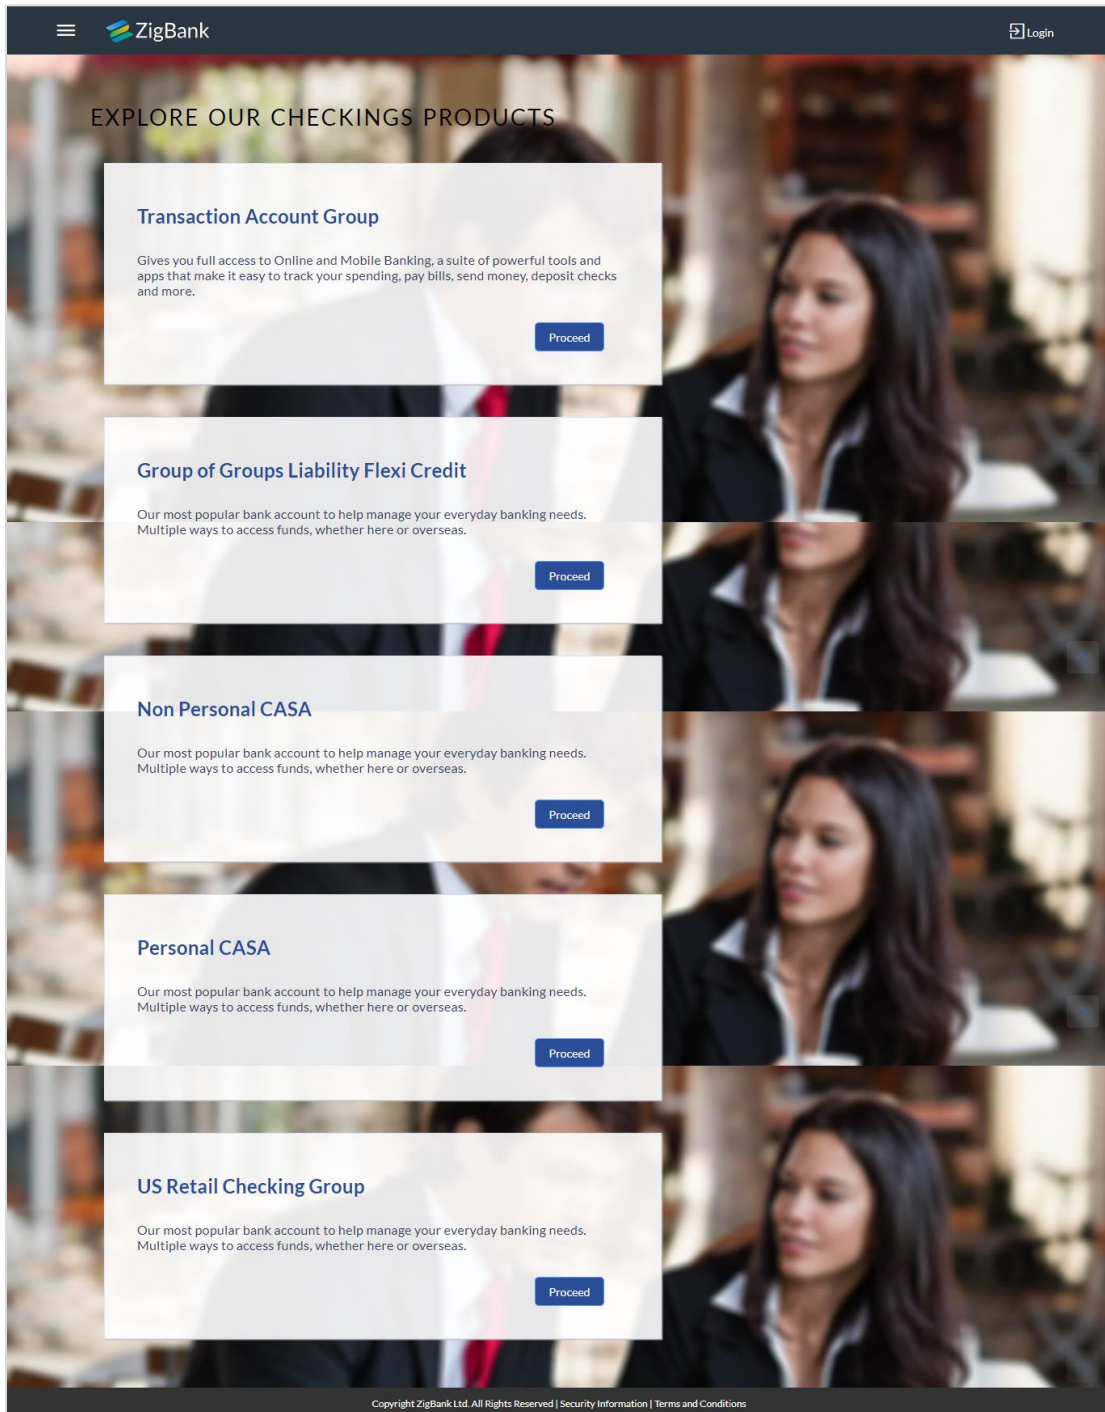 ZigBank
Login
EXPLORE OUR CHECKINGS PRODUCTS
Transaction Account Group
Gives you full access to Online and Mobile Banking, a suite of powerful tools and
apps that make it easy to track your spending, pay bills, send money, deposit checks
and more.
Proceed
Group of Groups Liability Flexi Credit
Our most popular bank account to help manage your everyday banking needs.
Multiple ways to access funds, whether here or overseas.
Proceed
Non Personal CASA
Our most popular bank account to help manage your everyday banking needs.
Multiple ways to access funds, whether here or overseas.
Proceed
Personal CASA
Our most popular bank account to help manage your everyday banking needs.
Multiple ways to access funds, whether here or overseas.
Proceed
US Retail Checking Group
Our most popular bank account to help manage your everyday banking needs.
Multiple ways to access funds, whether here or overseas.
Proceed
Copyright ZigBank Ltd. All Rights Reserved | Security Information | Terms and Conditions